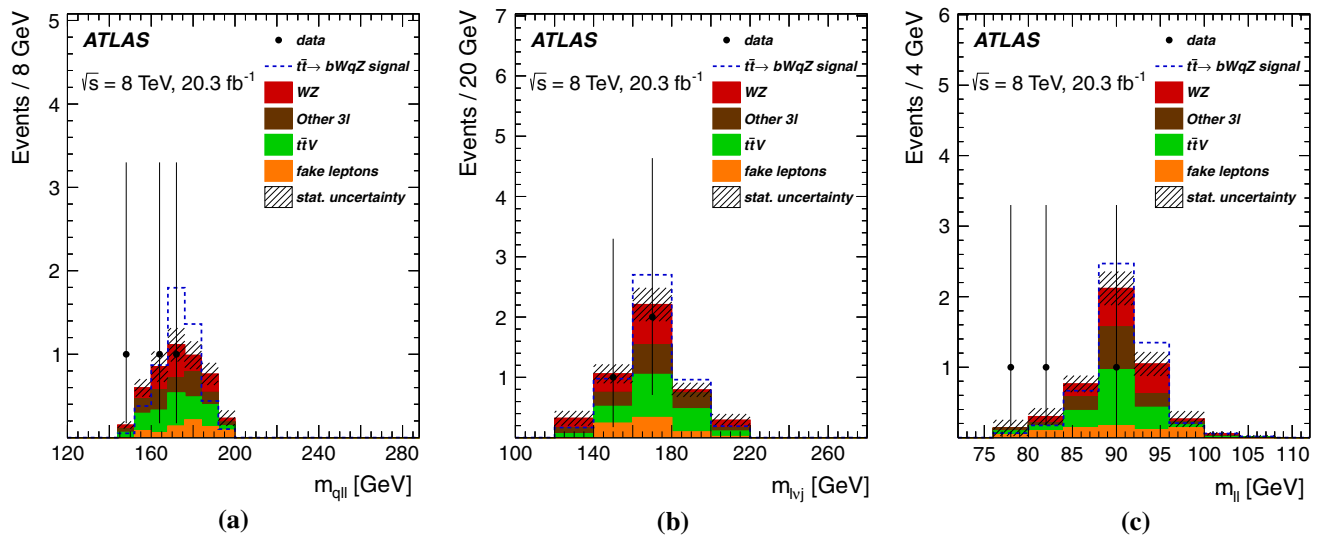 Events / 8 GeV
5
4
3
2
1
ATLAS
√s = 8 TeV, 20.3 fb-1
data
tt̄→ bWqZ signal
WZ
Other 3l
tt̄V
fake leptons
stat. uncertainty
120 160 200 240 280
mqll [GeV]
(a)
Events / 20 GeV
7
6
5
4
3
2
1
ATLAS
√s = 8 TeV, 20.3 fb-1
data
tt̄→ bWqZ signal
WZ
Other 3l
tt̄V
fake leptons
stat. uncertainty
100 140 180 220 260
mlνj [GeV]
(b)
Events / 4 GeV
6
5
4
3
2
1
ATLAS
√s = 8 TeV, 20.3 fb-1
data
tt̄→ bWqZ signal
WZ
Other 3l
tt̄V
fake leptons
stat. uncertainty
75 80 85 90 95 100 105 110
mll [GeV]
(c)